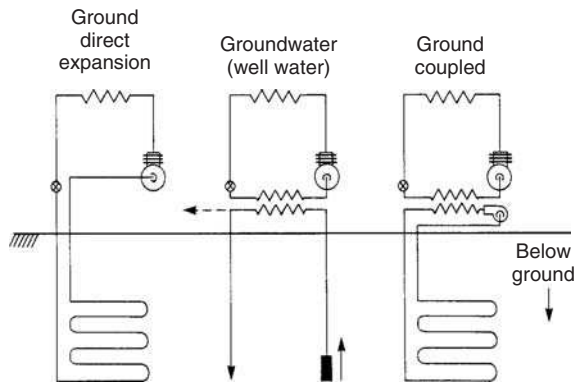 Ground
direct
expansion
Groundwater
(well water)
Ground
coupled
Below
ground